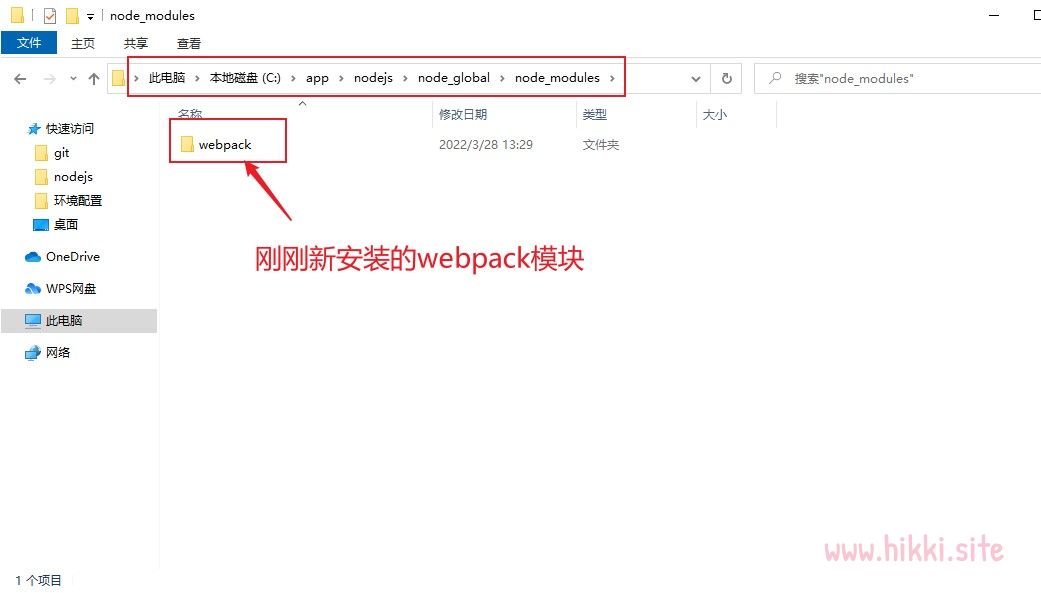 node_modules
文件 主页 共享 查看
此电脑 本地磁盘 (C:) app nodejs node_global node_modules 搜索"node_modules"
名称 修改日期 类型 大小
快速访问
webpack 2022/3/28 13:29 文件夹
git
nodejs
环境配置
桌面
OneDrive
刚刚新安装的webpack模块
WPS网盘
此电脑
网络
www.hikki.site
1 个项目